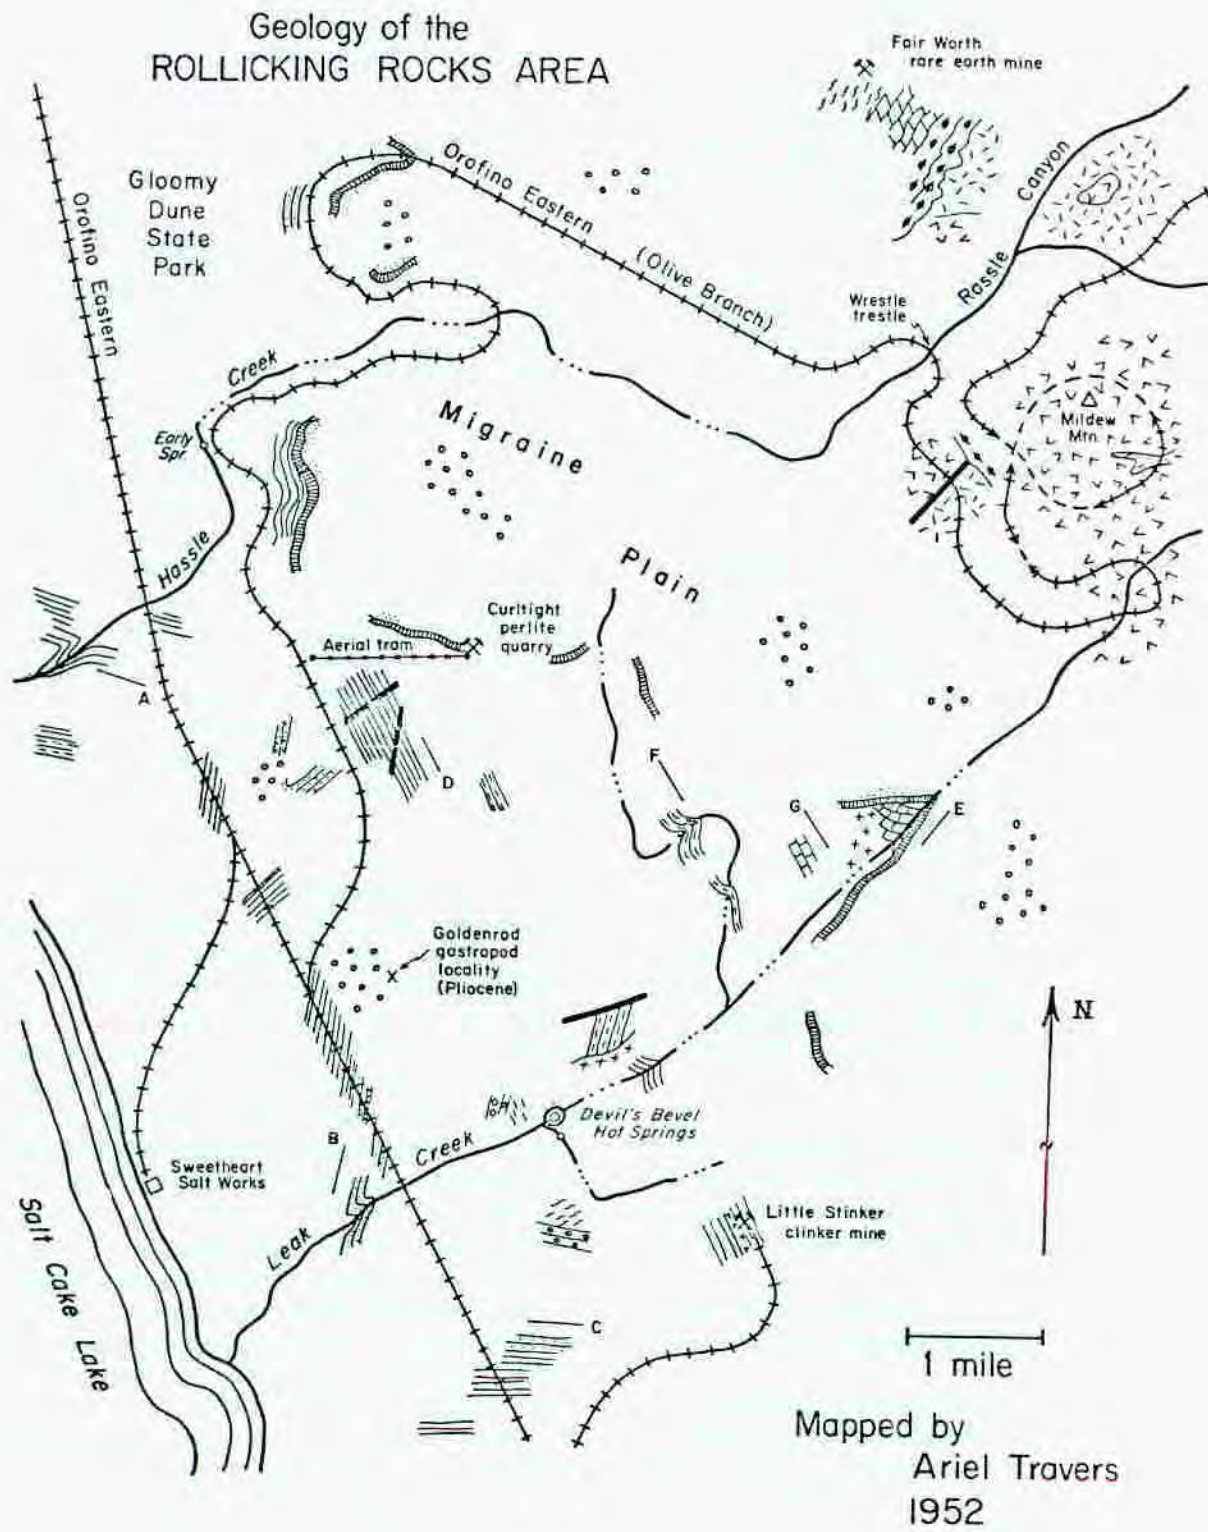 Geology of the
ROLLICKING ROCKS AREA
Fair Worth
rare earth mine
Gloomy
Dune
State
Park
Orofino Eastern
Orofino Eastern
(Olive Branch)
Canyon
Rassle
Wrestle
trestle
Creek
Early
Spr.
Hassle
Migraine
Plain
Mildew
Mtn.
Curltight
perlite
quarry
Aerial tram
A
D
F
G
E
Goldenrod
gastropod
locality
(Pliocene)
X
N
B
Devil's Bevel
Hot Springs
Creek
Leak
Sweetheart
Salt Works
Salt Cake Lake
Little Stinker
clinker mine
C
1 mile
Mapped by
Ariel Travers
1952